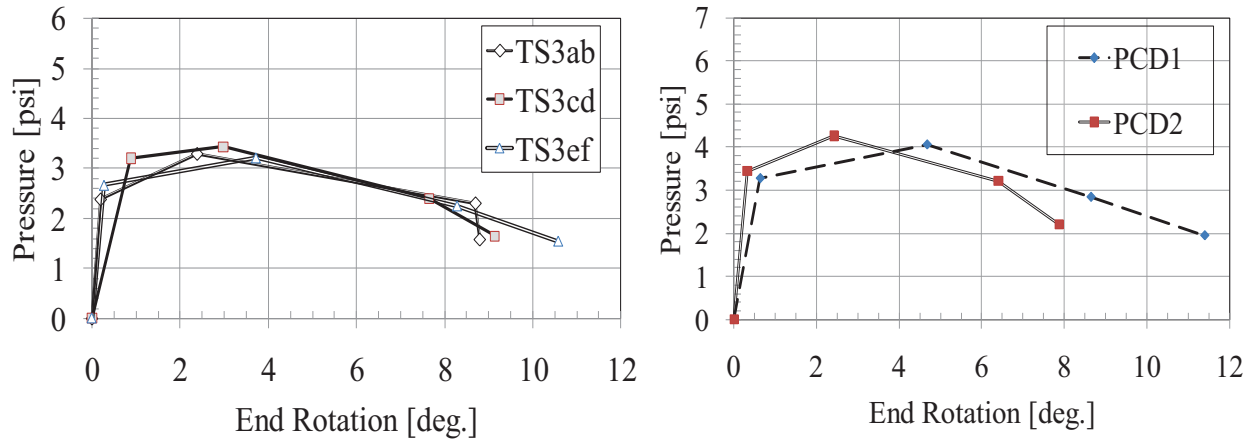 6
5
4
3
2
1
0
Pressure [psi]
TS3ab
TS3cd
TS3ef
0 2 4 6 8 10 12
End Rotation [deg.]
7
6
5
4
3
2
1
0
Pressure [psi]
PCD1
PCD2
0 2 4 6 8 10 12
End Rotation [deg.]